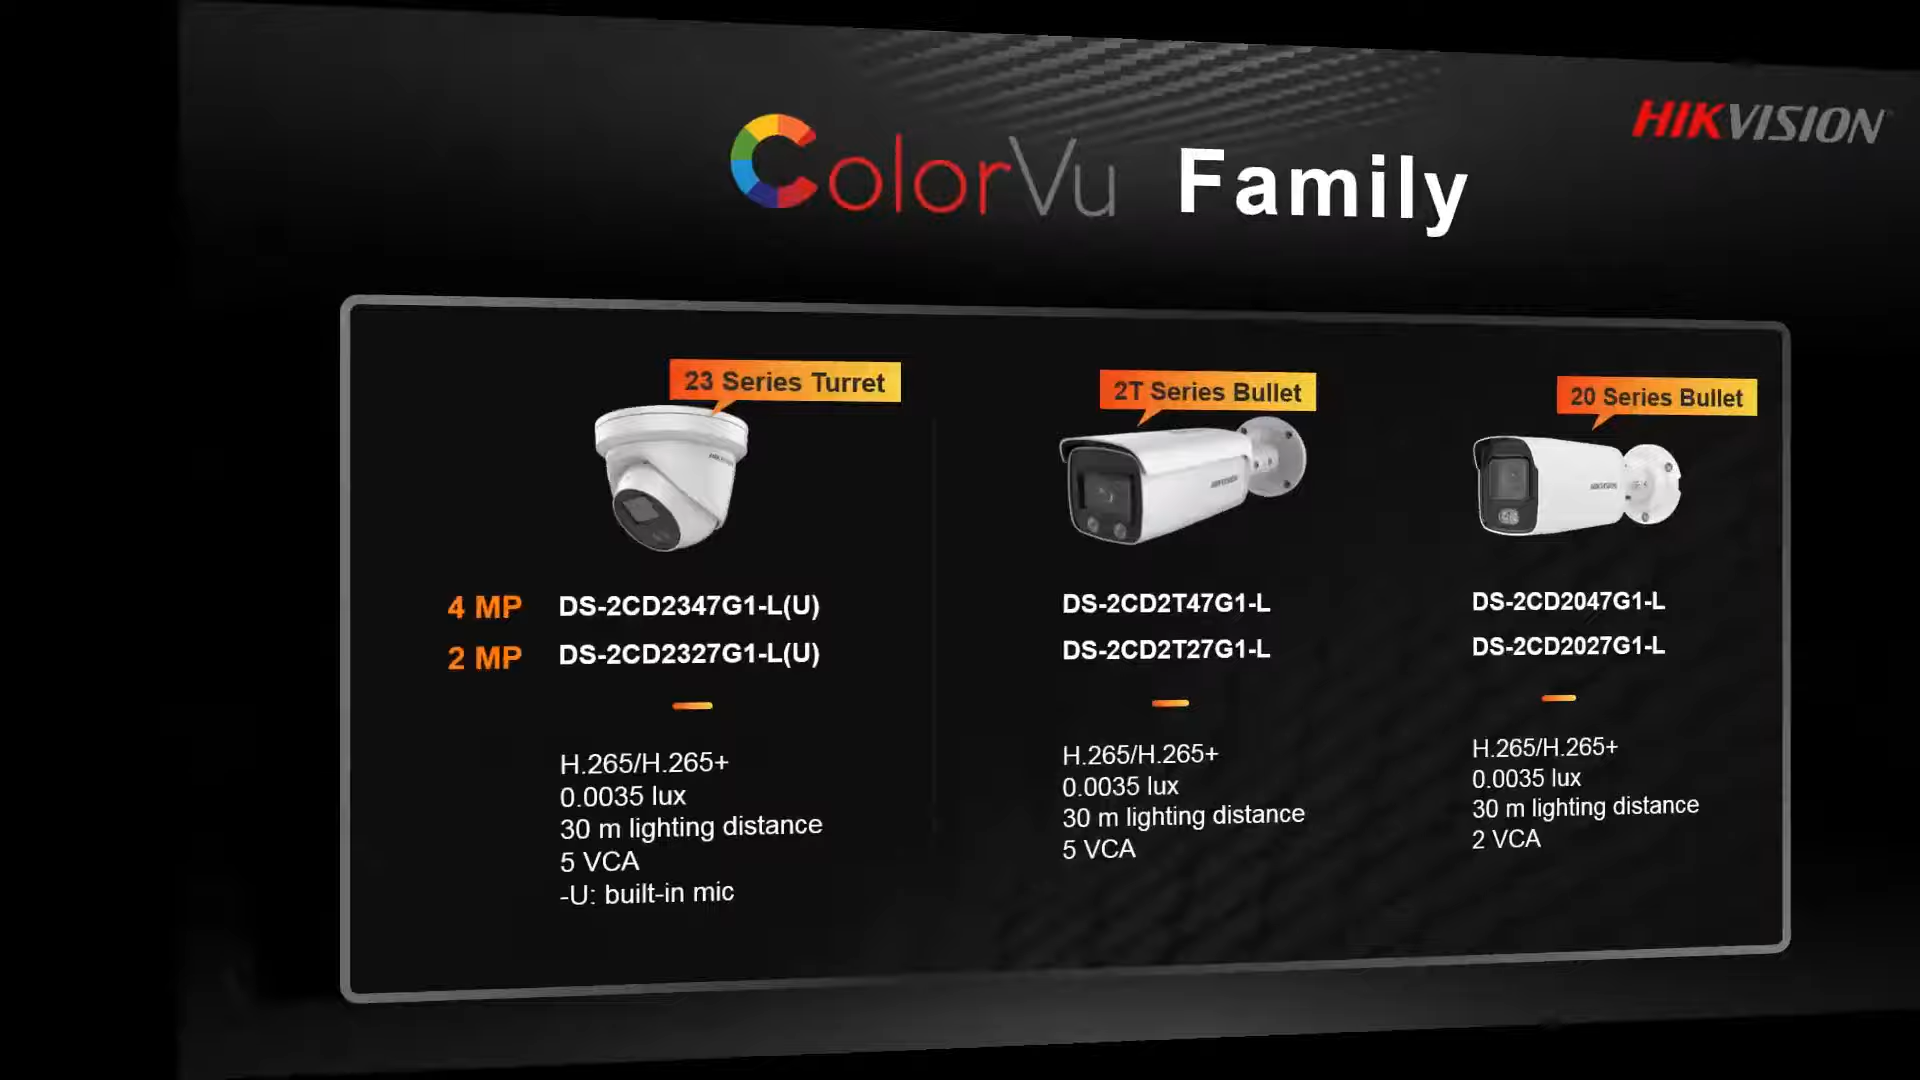 HIKVISION
ColorVu Family
23 Series Turret
2T Series Bullet
20 Series Bullet
4 MP DS-2CD2347G1-L(U)
2 MP DS-2CD2327G1-L(U)
DS-2CD2T47G1-L
DS-2CD2T27G1-L
DS-2CD2047G1-L
DS-2CD2027G1-L
H.265/H.265+
0.0035 lux
30 m lighting distance
5 VCA
-U: built-in mic
H.265/H.265+
0.0035 lux
30 m lighting distance
5 VCA
H.265/H.265+
0.0035 lux
30 m lighting distance
2 VCA